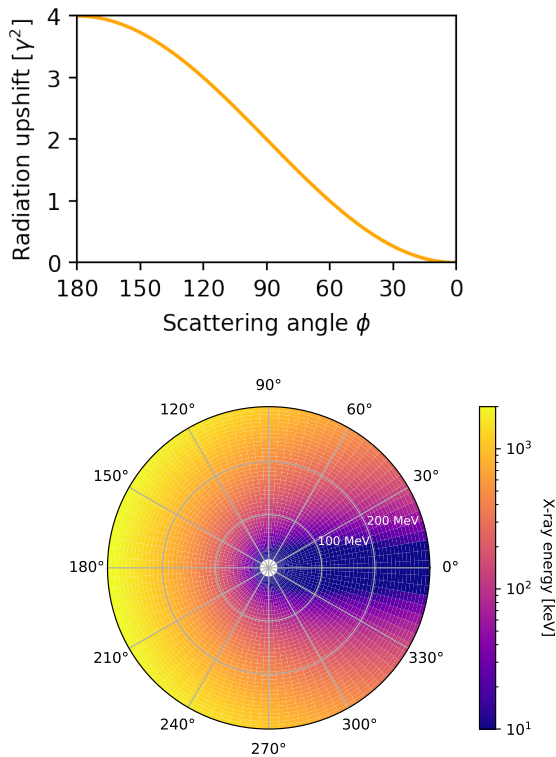 Radiation upshift [γ²]
4
3
2
1
0
180 150 120 90 60 30 0
Scattering angle ϕ
90°
120° 60°
150° 30°
200 MeV
100 MeV
180° 0°
210° 330°
240° 300°
270°
10³
10²
10¹
X-ray energy [keV]